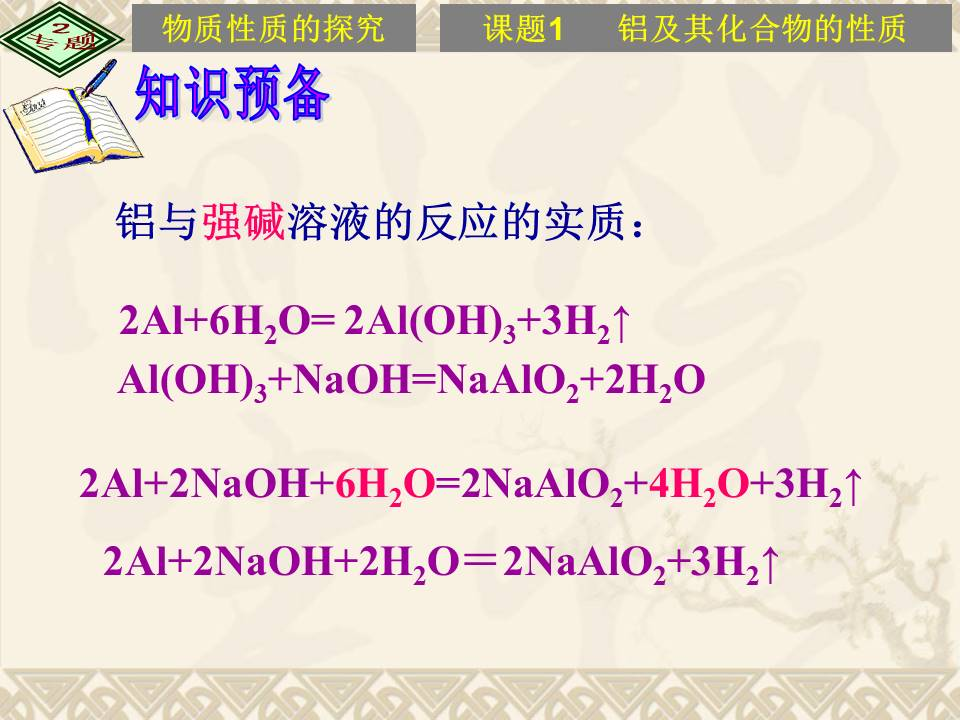 2
专题
物质性质的探究
课题1 铝及其化合物的性质
知识预备
铝与强碱溶液的反应的实质：
2Al+6H₂O= 2Al(OH)₃+3H₂↑
Al(OH)₃+NaOH=NaAlO₂+2H₂O
2Al+2NaOH+6H₂O=2NaAlO₂+4H₂O+3H₂↑
2Al+2NaOH+2H₂O＝2NaAlO₂+3H₂↑